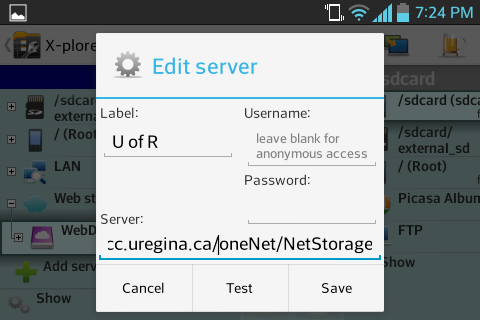 7:24 PM
X-plore
Edit server
sdcard
Label:
Username:
U of R
leave blank for
anonymous access
Password:
Server:
cc.uregina.ca/oneNet/NetStorage
Cancel
Test
Save
/sdcard
external_
/ (Root)
LAN
Web st
WebD
Add serv
Show
/sdcard (sdca
/sdcard/
external_sd
/ (Root)
Picasa Album
FTP
Show